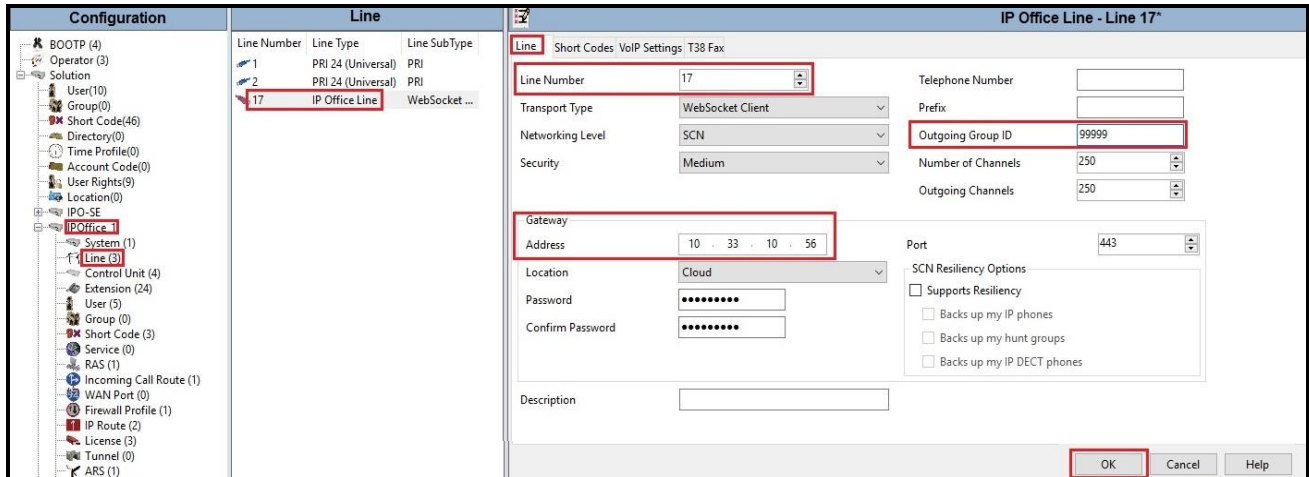 Configuration
BOOTP (4)
Operator (3)
Solution
User(10)
Group(0)
Short Code(46)
Directory(0)
Time Profile(0)
Account Code(0)
User Rights(9)
Location(0)
IPO-SE
IPOffice_1
System (1)
Line (3)
Control Unit (4)
Extension (24)
User (5)
Group (0)
Short Code (3)
Service (0)
RAS (1)
Incoming Call Route (1)
WAN Port (0)
Firewall Profile (1)
IP Route (2)
License (3)
Tunnel (0)
ARS (1)
Line
Line Number Line Type Line SubType
1 PRI 24 (Universal) PRI
2 PRI 24 (Universal) PRI
17 IP Office Line WebSocket ...
IP Office Line - Line 17*
Line Short Codes VoIP Settings T38 Fax
Line Number 17
Transport Type WebSocket Client
Networking Level SCN
Security Medium
Telephone Number
Prefix
Outgoing Group ID 99999
Number of Channels 250
Outgoing Channels 250
Gateway
Address 10 . 33 . 10 . 56
Location Cloud
Password •••••••••
Confirm Password •••••••••
Port 443
SCN Resiliency Options
Supports Resiliency
Backs up my IP phones
Backs up my hunt groups
Backs up my IP DECT phones
Description
OK Cancel Help